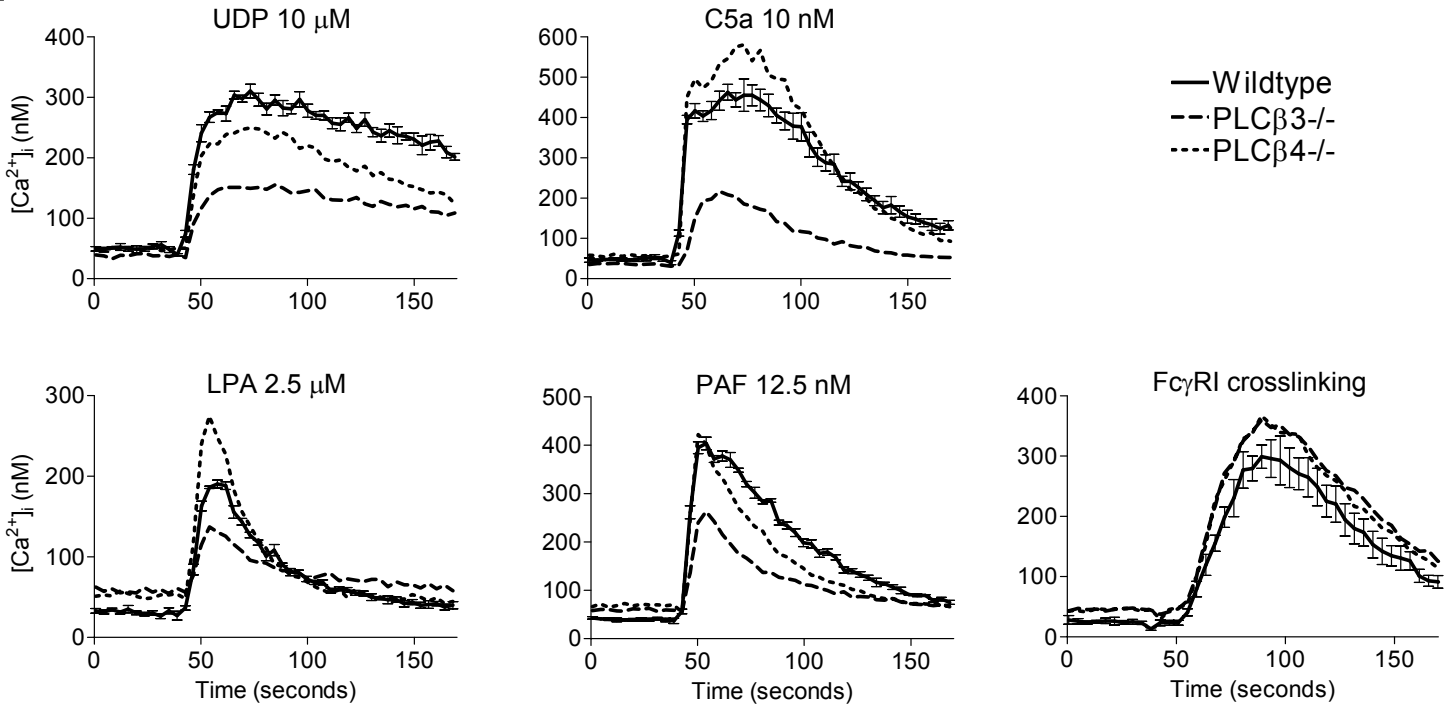 UDP 10 μM
[Ca²⁺]ᵢ (nM)
400
300
200
100
0
0 50 100 150
C5a 10 nM
600
500
400
300
200
100
0
0 50 100 150
Wildtype
PLCβ3-/-
PLCβ4-/-
LPA 2.5 μM
[Ca²⁺]ᵢ (nM)
300
200
100
0
0 50 100 150
Time (seconds)
PAF 12.5 nM
500
400
300
200
100
0
0 50 100 150
Time (seconds)
FcγRI crosslinking
400
300
200
100
0
0 50 100 150
Time (seconds)